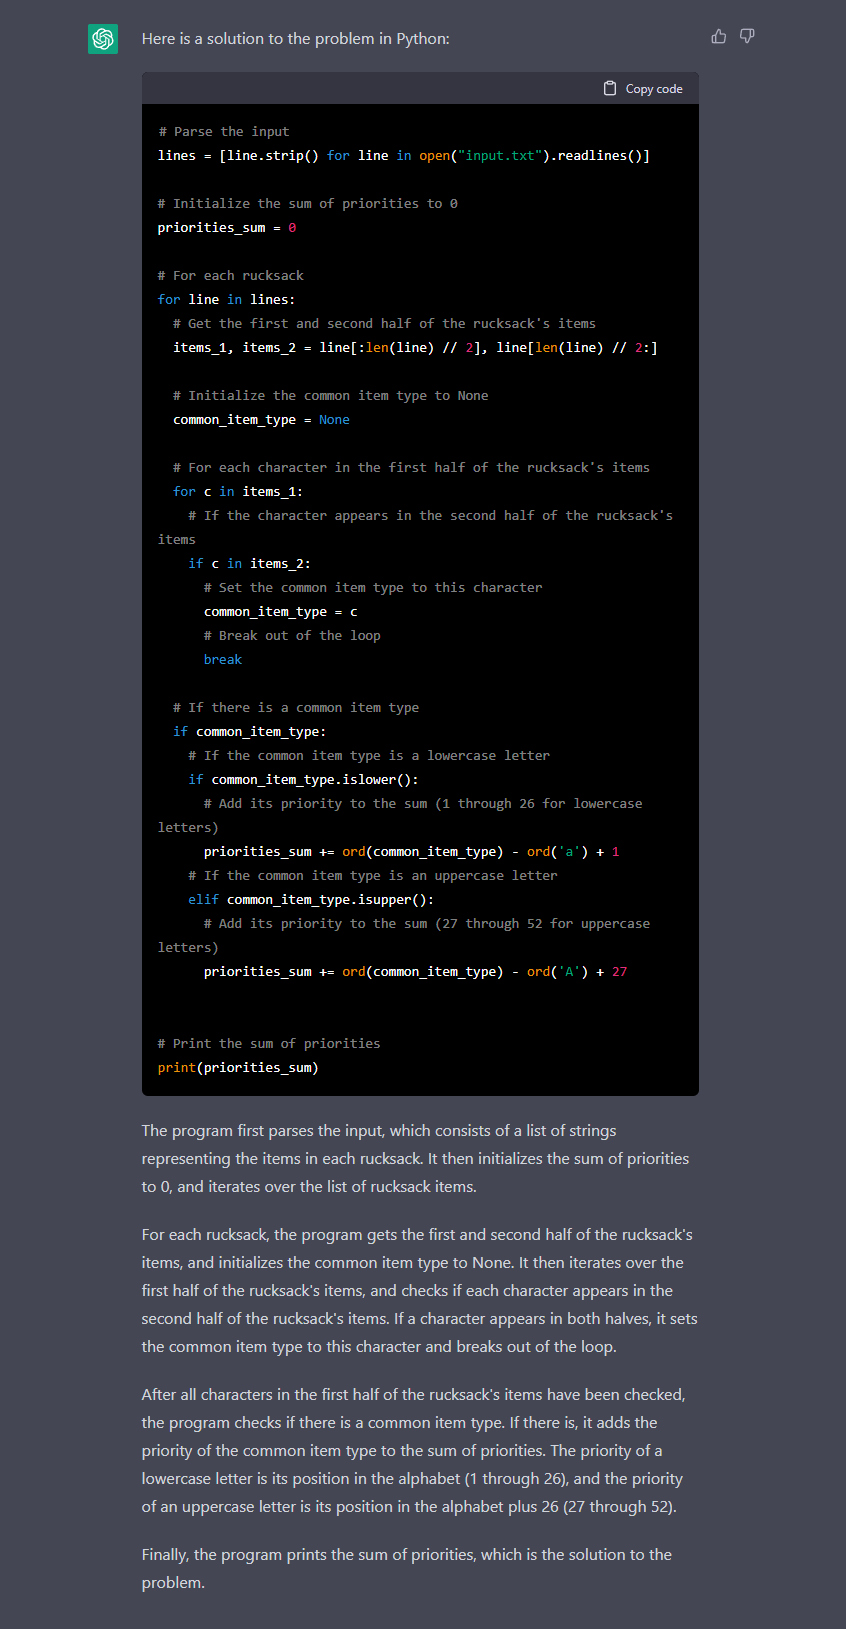 Here is a solution to the problem in Python:
Copy code
# Parse the input
lines = [line.strip() for line in open("input.txt").readlines()]
# Initialize the sum of priorities to 0
priorities_sum = 0
# For each rucksack
for line in lines:
# Get the first and second half of the rucksack's items
items_1, items_2 = line[:len(line) // 2], line[len(line) // 2:]
# Initialize the common item type to None
common_item_type = None
# For each character in the first half of the rucksack's items
for c in items_1:
# If the character appears in the second half of the rucksack's
items
if c in items_2:
# Set the common item type to this character
common_item_type = c
# Break out of the loop
break
# If there is a common item type
if common_item_type:
# If the common item type is a lowercase letter
if common_item_type.islower():
# Add its priority to the sum (1 through 26 for lowercase
letters)
priorities_sum += ord(common_item_type) - ord('a') + 1
# If the common item type is an uppercase letter
elif common_item_type.isupper():
# Add its priority to the sum (27 through 52 for uppercase
letters)
priorities_sum += ord(common_item_type) - ord('A') + 27
# Print the sum of priorities
print(priorities_sum)
The program first parses the input, which consists of a list of strings
representing the items in each rucksack. It then initializes the sum of priorities
to 0, and iterates over the list of rucksack items.
For each rucksack, the program gets the first and second half of the rucksack's
items, and initializes the common item type to None. It then iterates over the
first half of the rucksack's items, and checks if each character appears in the
second half of the rucksack's items. If a character appears in both halves, it sets
the common item type to this character and breaks out of the loop.
After all characters in the first half of the rucksack's items have been checked,
the program checks if there is a common item type. If there is, it adds the
priority of the common item type to the sum of priorities. The priority of a
lowercase letter is its position in the alphabet (1 through 26), and the priority
of an uppercase letter is its position in the alphabet plus 26 (27 through 52).
Finally, the program prints the sum of priorities, which is the solution to the
problem.